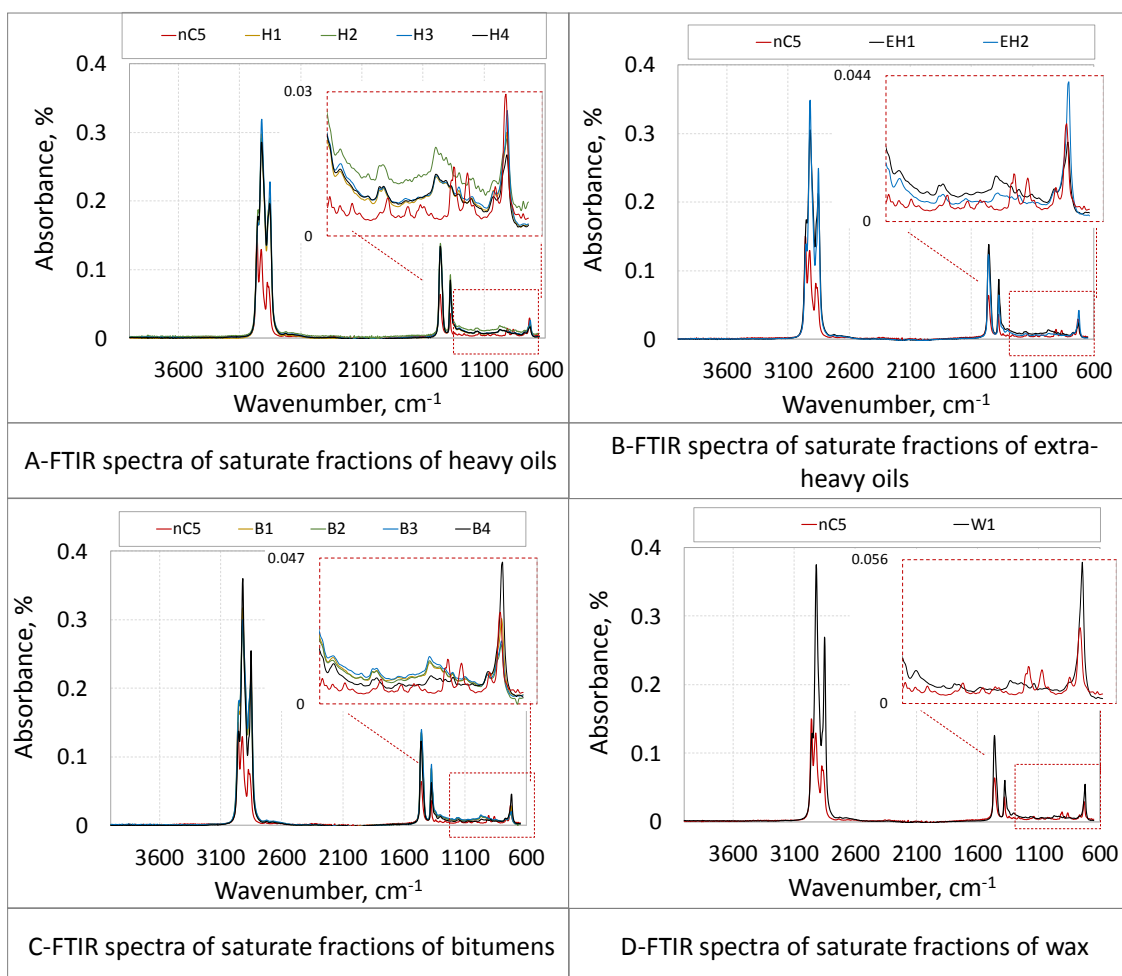 nC5 H1 H2 H3 H4
0.4
0.3
0.2
0.1
0
0.03
0
Absorbance, %
3600 3100 2600 2100 1600 1100 600
Wavenumber, cm-1
A-FTIR spectra of saturate fractions of heavy oils
nC5 EH1 EH2
0.4
0.3
0.2
0.1
0
0.044
0
Absorbance, %
3600 3100 2600 2100 1600 1100 600
Wavenumber, cm-1
B-FTIR spectra of saturate fractions of extra-
heavy oils
nC5 B1 B2 B3 B4
0.4
0.3
0.2
0.1
0
0.047
0
Absorbance, %
3600 3100 2600 2100 1600 1100 600
Wavenumber, cm-1
C-FTIR spectra of saturate fractions of bitumens
nC5 W1
0.4
0.3
0.2
0.1
0
0.056
0
Absorbance, %
3600 3100 2600 2100 1600 1100 600
Wavenumber, cm-1
D-FTIR spectra of saturate fractions of wax